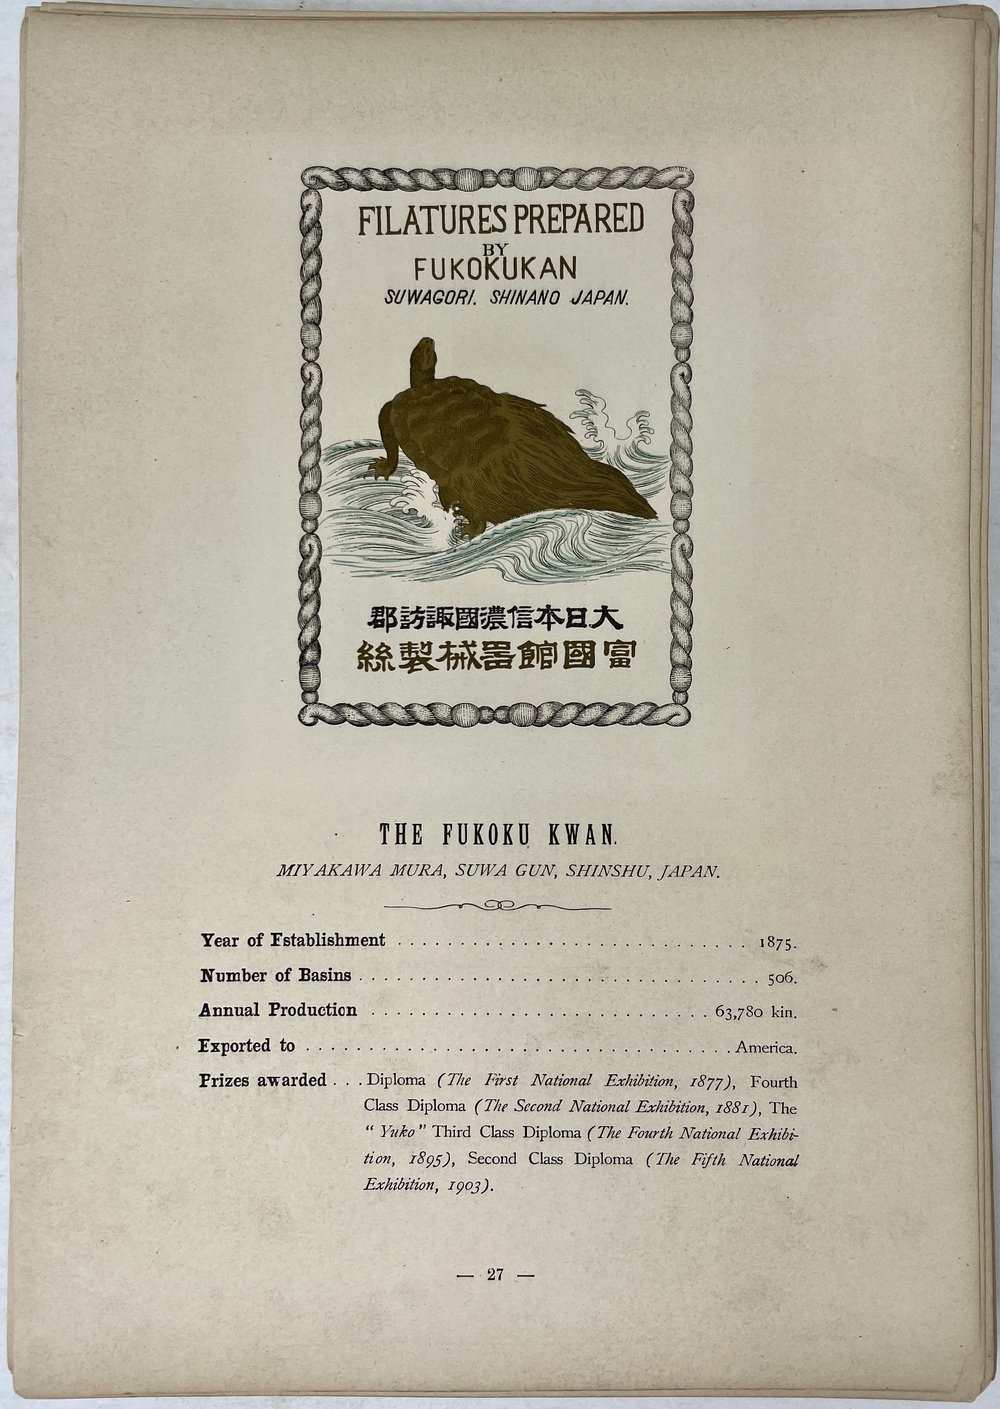 FILATURES PREPARED
BY
FUKOKUKAN
SUWAGORI. SHINANO JAPAN.
大日本信濃國諏訪郡
富國館器械製絲
THE FUKOKU KWAN.
MIYAKAWA MURA, SUWA GUN, SHINSHU, JAPAN.
Year of Establishment . . . . . . . . . . . . . . . . . . . . . . . . . . . . 1875.
Number of Basins . . . . . . . . . . . . . . . . . . . . . . . . . . . . . . . . 506.
Annual Production . . . . . . . . . . . . . . . . . . . . . . . . . . . 63,780 kin.
Exported to . . . . . . . . . . . . . . . . . . . . . . . . . . . . . . . . . . America.
Prizes awarded . . . Diploma (The First National Exhibition, 1877), Fourth
Class Diploma (The Second National Exhibition, 1881), The
“ Yuko ” Third Class Diploma (The Fourth National Exhibi-
tion, 1895), Second Class Diploma (The Fifth National
Exhibition, 1903).
— 27 —